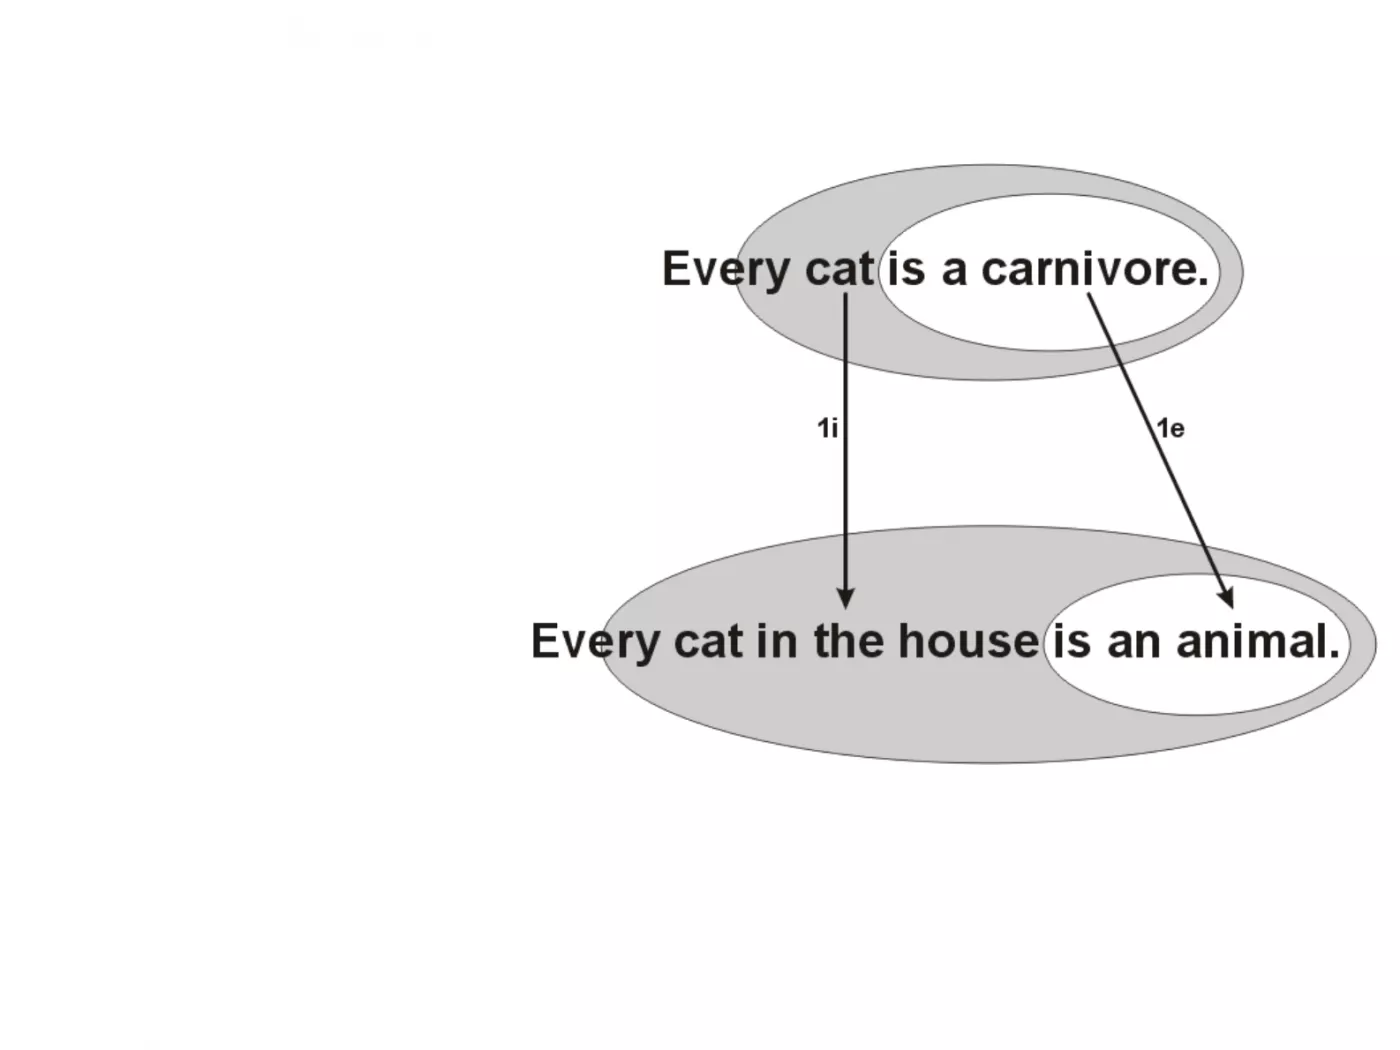 Every cat is a carnivore.
1i 1e
Every cat in the house is an animal.